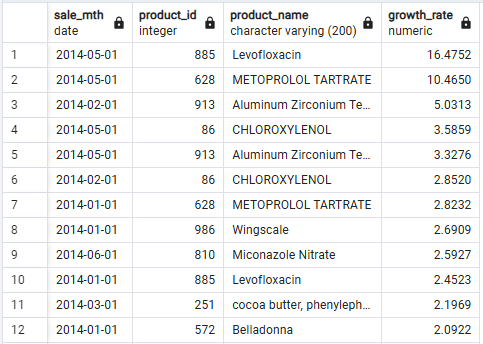 sale_mth product_id product_name growth_rate
date integer character varying (200) numeric
1 2014-05-01 885 Levofloxacin 16.4752
2 2014-05-01 628 METOPROLOL TARTRATE 10.4650
3 2014-02-01 913 Aluminum Zirconium Te... 5.0313
4 2014-05-01 86 CHLOROXYLENOL 3.5859
5 2014-05-01 913 Aluminum Zirconium Te... 3.3276
6 2014-02-01 86 CHLOROXYLENOL 2.8520
7 2014-01-01 628 METOPROLOL TARTRATE 2.8232
8 2014-01-01 986 Wingscale 2.6909
9 2014-06-01 810 Miconazole Nitrate 2.5927
10 2014-01-01 885 Levofloxacin 2.4523
11 2014-03-01 251 cocoa butter, phenyleph... 2.1969
12 2014-01-01 572 Belladonna 2.0922